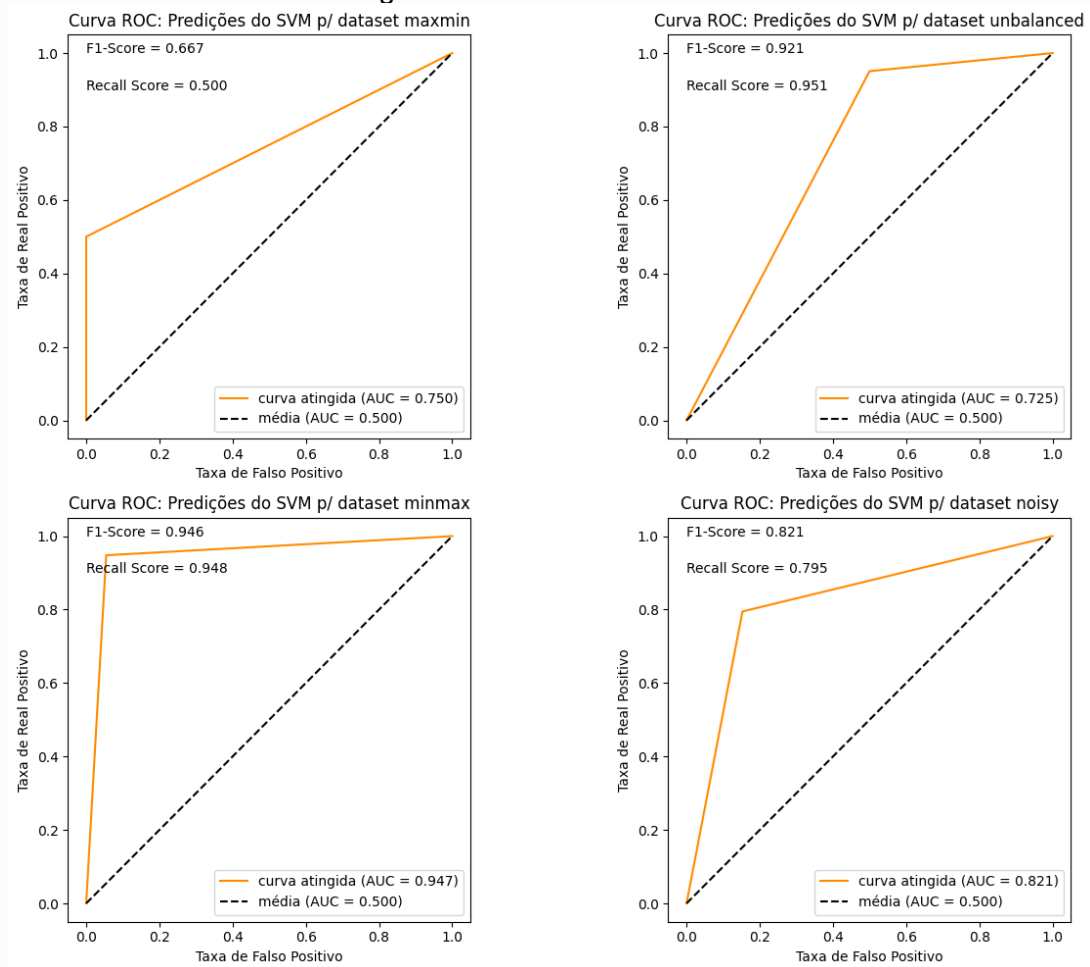 Curva ROC: Predições do SVM p/ dataset maxmin
F1-Score = 0.667
Recall Score = 0.500
1.0
0.8
0.6
0.4
0.2
0.0
Taxa de Real Positivo
curva atingida (AUC = 0.750)
média (AUC = 0.500)
0.0 0.2 0.4 0.6 0.8 1.0
Taxa de Falso Positivo
Curva ROC: Predições do SVM p/ dataset unbalanced
F1-Score = 0.921
Recall Score = 0.951
1.0
0.8
0.6
0.4
0.2
0.0
Taxa de Real Positivo
curva atingida (AUC = 0.725)
média (AUC = 0.500)
0.0 0.2 0.4 0.6 0.8 1.0
Taxa de Falso Positivo
Curva ROC: Predições do SVM p/ dataset minmax
F1-Score = 0.946
Recall Score = 0.948
1.0
0.8
0.6
0.4
0.2
0.0
Taxa de Real Positivo
curva atingida (AUC = 0.947)
média (AUC = 0.500)
0.0 0.2 0.4 0.6 0.8 1.0
Taxa de Falso Positivo
Curva ROC: Predições do SVM p/ dataset noisy
F1-Score = 0.821
Recall Score = 0.795
1.0
0.8
0.6
0.4
0.2
0.0
Taxa de Real Positivo
curva atingida (AUC = 0.821)
média (AUC = 0.500)
0.0 0.2 0.4 0.6 0.8 1.0
Taxa de Falso Positivo